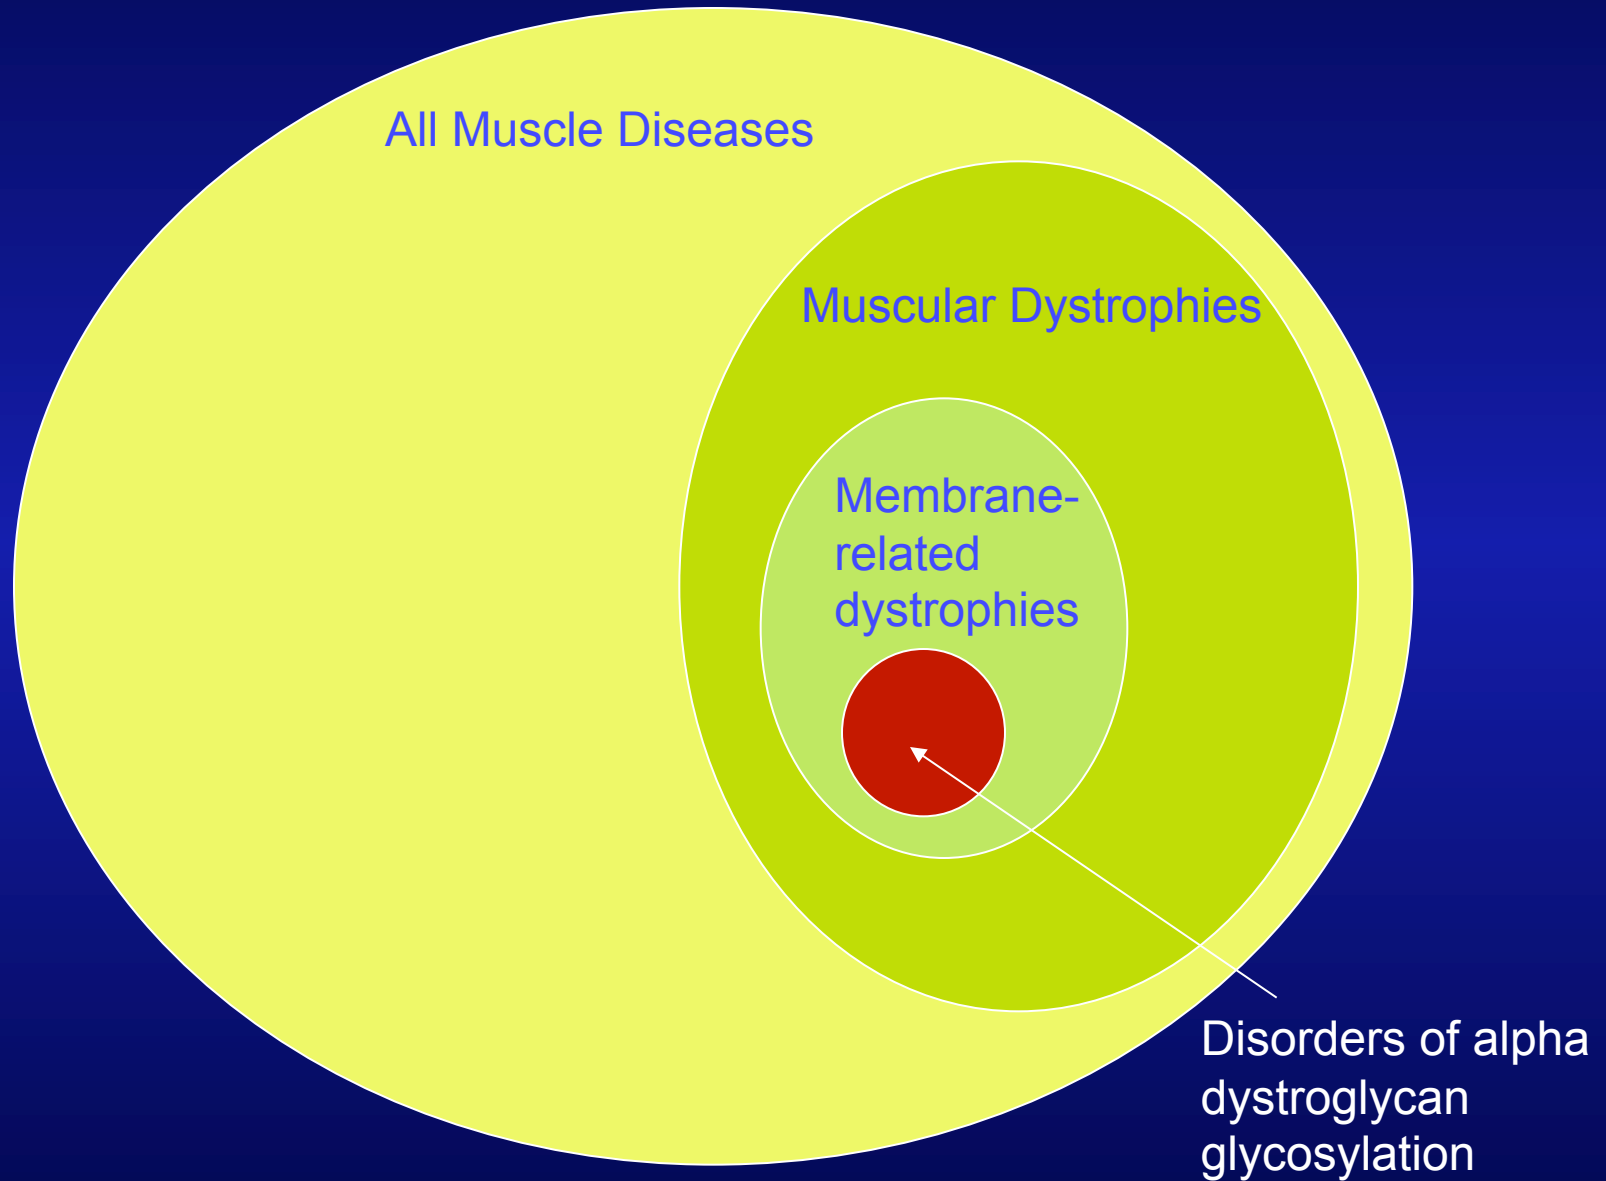 All Muscle Diseases
Muscular Dystrophies
Membrane-
related
dystrophies
Disorders of alpha
dystroglycan
glycosylation